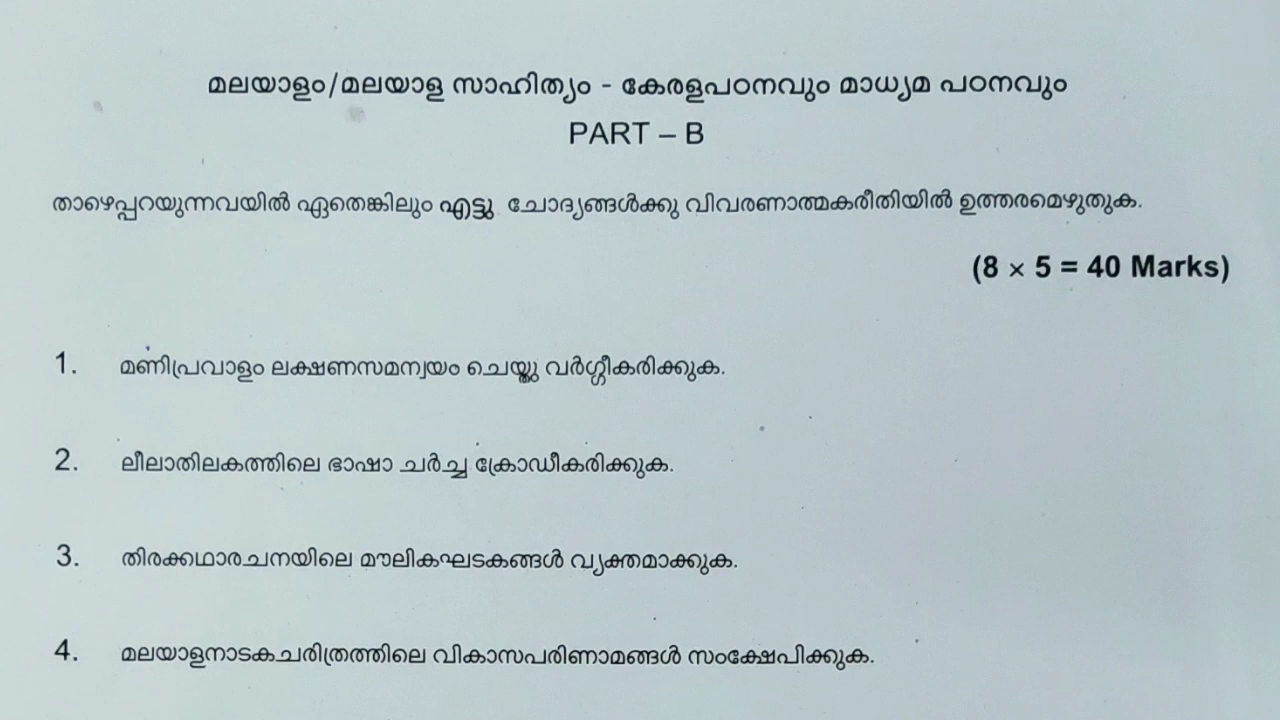 മലയാളം/മലയാള സാഹിത്യം - കേരളപഠനവും മാധ്യമ പഠനവും
PART – B
താഴെപ്പറയുന്നവയിൽ ഏതെങ്കിലും എട്ടു ചോദ്യങ്ങൾക്കു വിവരണാത്മകരീതിയിൽ ഉത്തരമെഴുതുക.
(8 × 5 = 40 Marks)
1. മണിപ്രവാളം ലക്ഷണസമന്വയം ചെയ്തു വർഗ്ഗീകരിക്കുക.
2. ലീലാതിലകത്തിലെ ഭാഷാ ചർച്ച ക്രോഡീകരിക്കുക.
3. തിരക്കഥാരചനയിലെ മൗലികഘടകങ്ങൾ വ്യക്തമാക്കുക.
4. മലയാളനാടകചരിത്രത്തിലെ വികാസപരിണാമങ്ങൾ സംക്ഷേപിക്കുക.